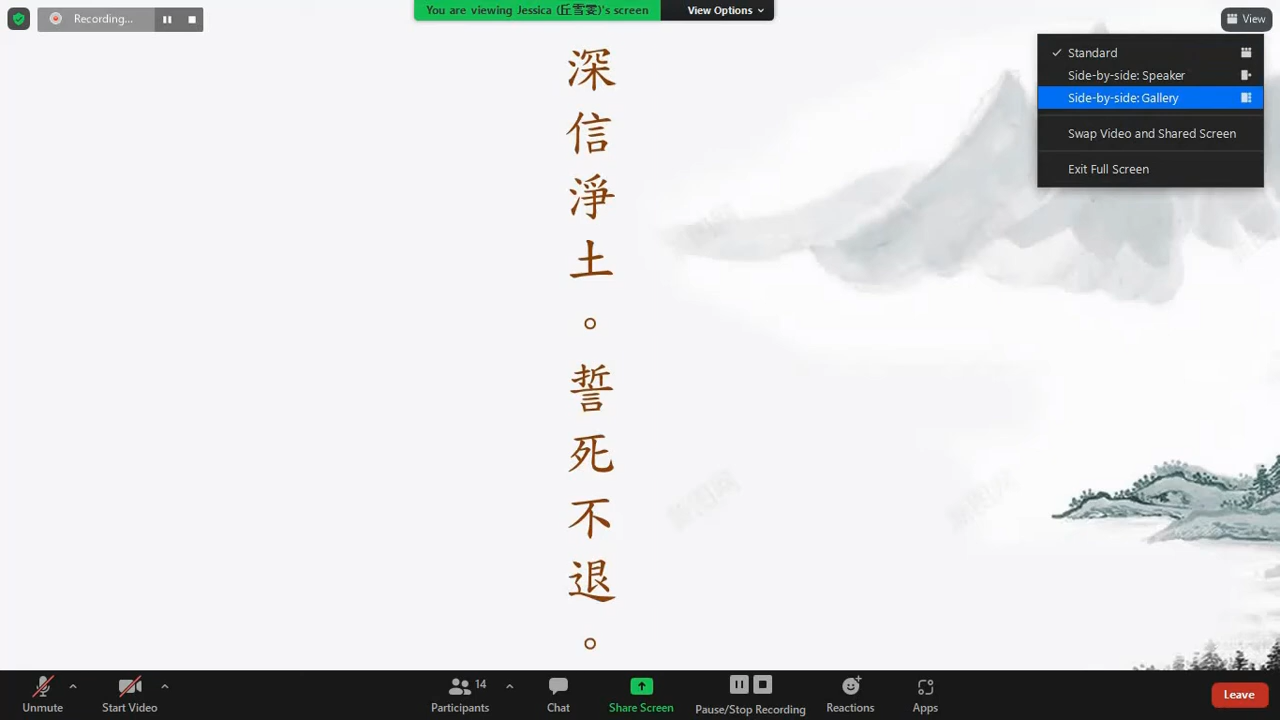 Recording...
You are viewing Jessica (丘雪雯)'s screen
View Options
View
Standard
Side-by-side: Speaker
Side-by-side: Gallery
Swap Video and Shared Screen
Exit Full Screen
深信淨土。誓死不退。
Unmute
Start Video
Participants
14
Chat
Share Screen
Pause/Stop Recording
Reactions
Apps
Leave